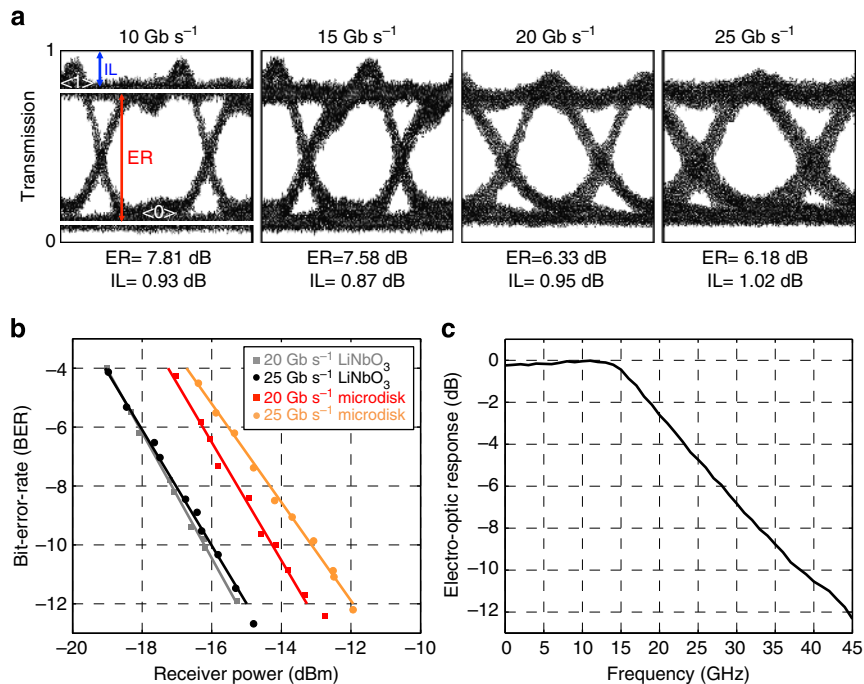 a
10 Gb s⁻¹
15 Gb s⁻¹
20 Gb s⁻¹
25 Gb s⁻¹
1
Transmission
0
IL
<1>
ER
<0>
ER= 7.81 dB
IL= 0.93 dB
ER=7.58 dB
IL= 0.87 dB
ER=6.33 dB
IL= 0.95 dB
ER= 6.18 dB
IL= 1.02 dB
b
Bit-error-rate (BER)
−4
−6
−8
−10
−12
20 Gb s⁻¹ LiNbO₃
25 Gb s⁻¹ LiNbO₃
20 Gb s⁻¹ microdisk
25 Gb s⁻¹ microdisk
−20 −18 −16 −14 −12 −10
Receiver power (dBm)
c
Electro-optic response (dB)
0
−2
−4
−6
−8
−10
−12
0 5 10 15 20 25 30 35 40 45
Frequency (GHz)